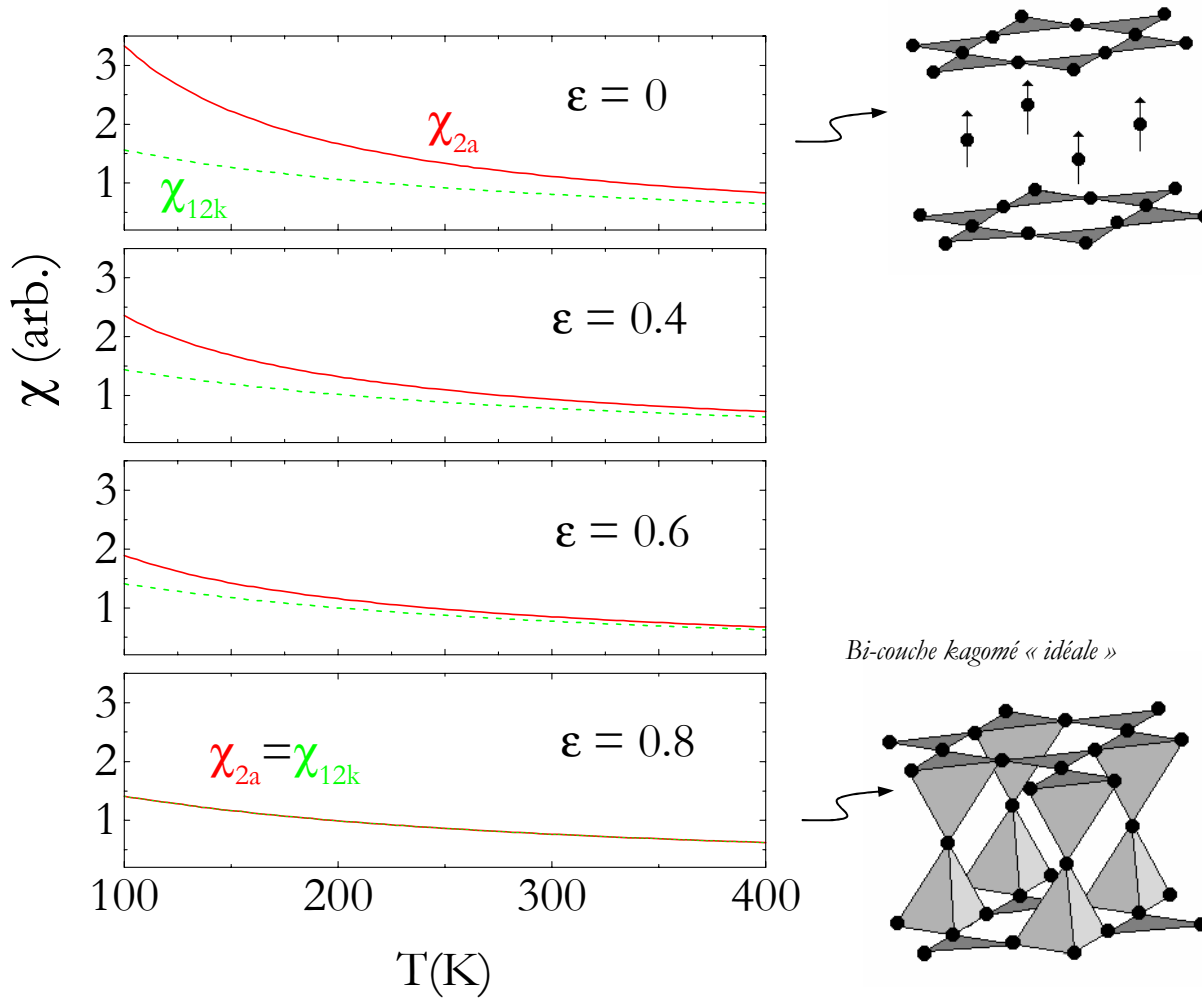 3
2
1
ε = 0
χ2a
χ12k
3
2
1
ε = 0.4
3
2
1
ε = 0.6
3
2
1
ε = 0.8
χ2a=χ12k
100 200 300 400
T(K)
χ (arb.)
Bi-couche kagomé « idéale »